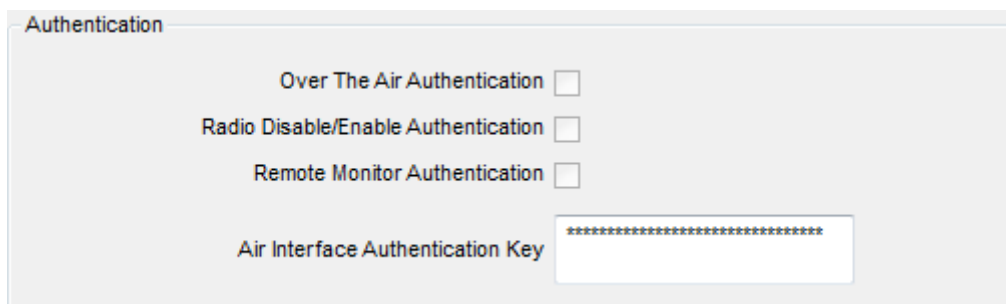 Authentication
Over The Air Authentication
Radio Disable/Enable Authentication
Remote Monitor Authentication
Air Interface Authentication Key
********************************